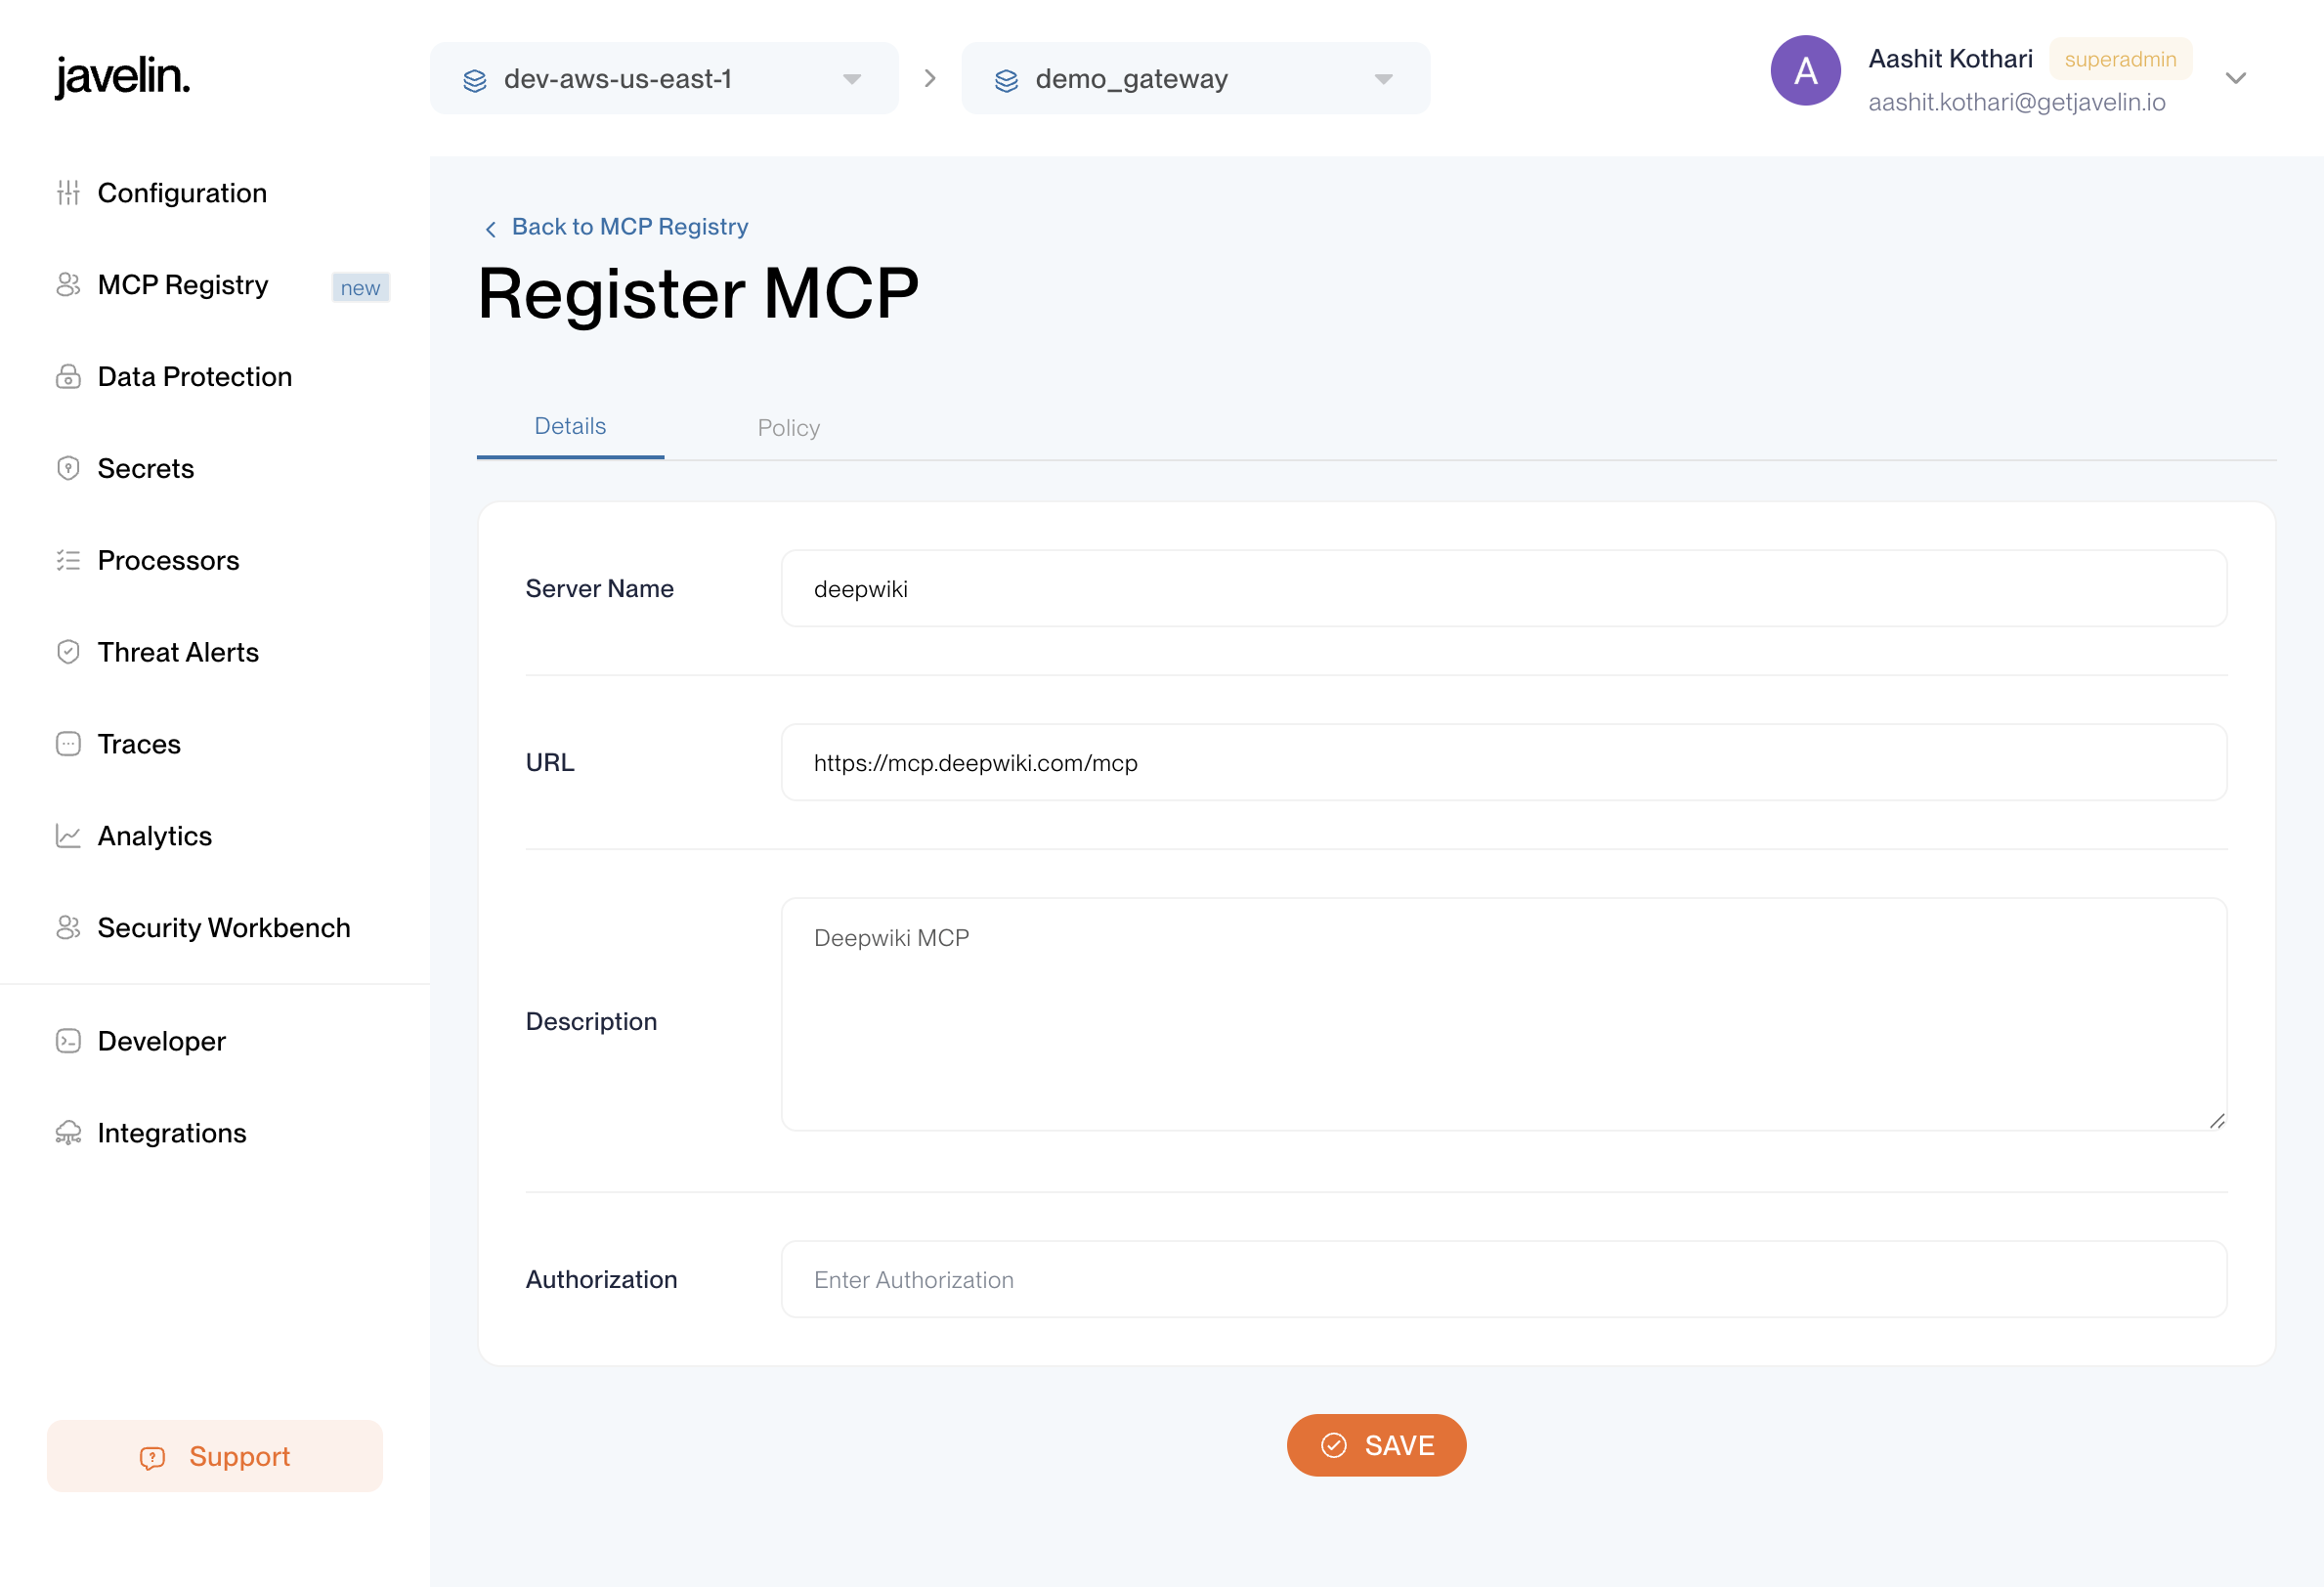 javelin.
dev-aws-us-east-1
demo_gateway
A
Aashit Kothari
superadmin
aashit.kothari@getjavelin.io
Configuration
MCP Registry
new
Data Protection
Secrets
Processors
Threat Alerts
Traces
Analytics
Security Workbench
Developer
Integrations
Support
Back to MCP Registry
Register MCP
Details
Policy
Server Name
deepwiki
URL
https://mcp.deepwiki.com/mcp
Description
Deepwiki MCP
Authorization
Enter Authorization
SAVE